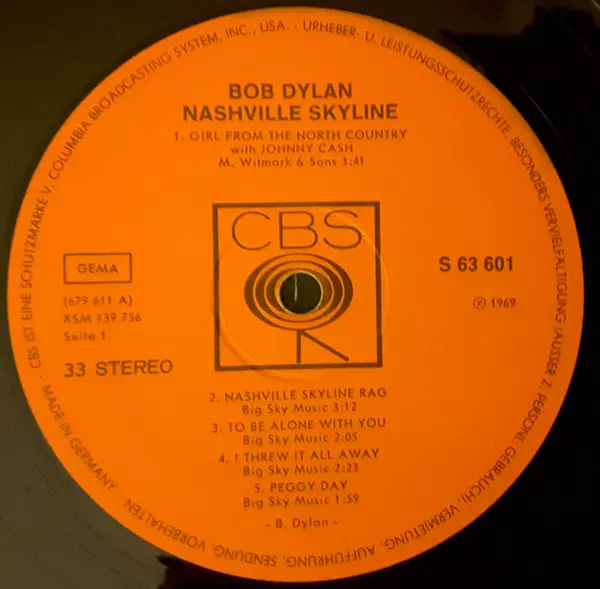 BOB DYLAN
NASHVILLE SKYLINE
1. GIRL FROM THE NORTH COUNTRY
with JOHNNY CASH
M. Witmark & Sons 3:41
CBS
GEMA
(679 611 A)
XSM 139 756
Seite 1
33 STEREO
S 63 601
℗ 1969
2. NASHVILLE SKYLINE RAG
Big Sky Music 3:12
3. TO BE ALONE WITH YOU
Big Sky Music 2:05
4. I THREW IT ALL AWAY
Big Sky Music 2:23
5. PEGGY DAY
Big Sky Music 1:59
- B. Dylan -
· CBS IST EINE SCHUTZMARKE V. COLUMBIA BROADCASTING SYSTEM, INC., USA. - URHEBER- U. LEISTUNGSSCHUTZRECHTE, BESONDERS VERVIELFÄLTIGUNG (AUSSER Z. PERSÖNL. GEBRAUCH), VERMIETUNG, AUFFÜHRUNG, SENDUNG, VORBEHALTEN · MADE IN GERMANY